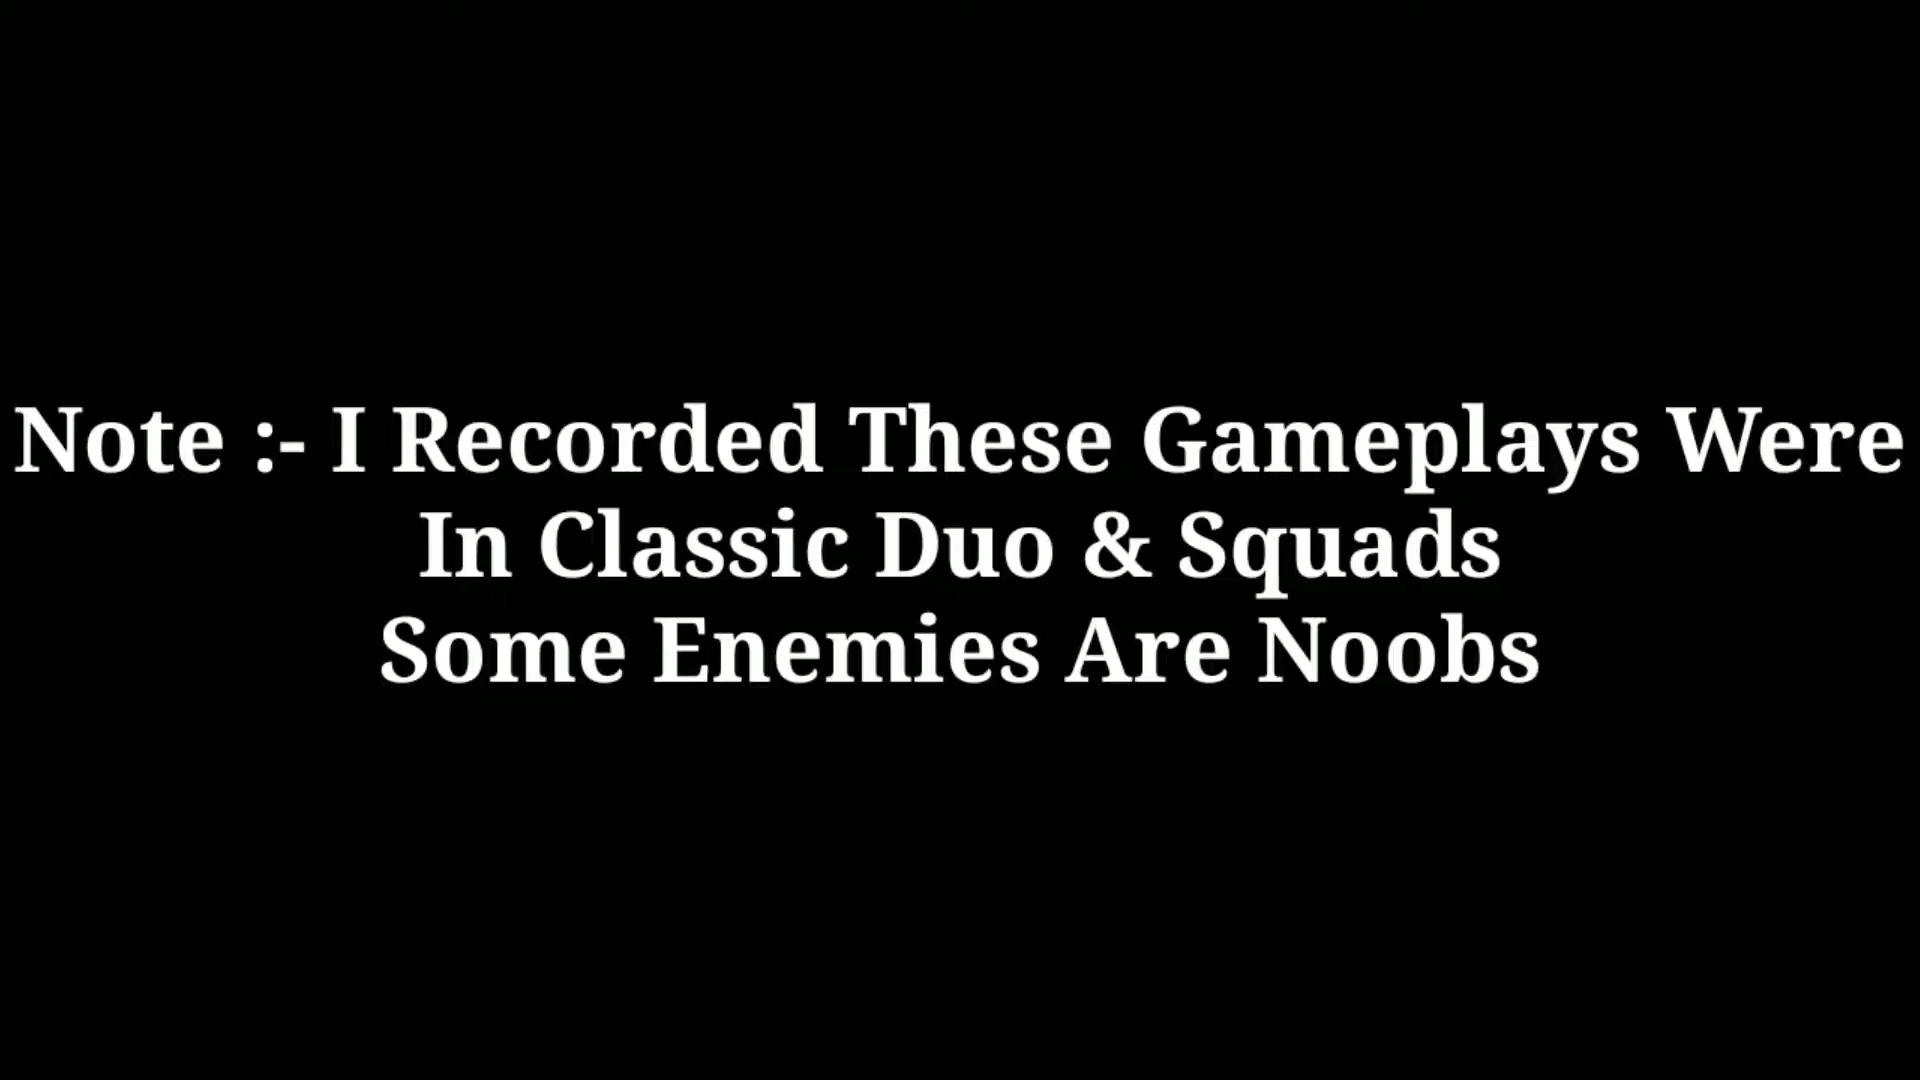 Note :- I Recorded These Gameplays Were
In Classic Duo & Squads
Some Enemies Are Noobs